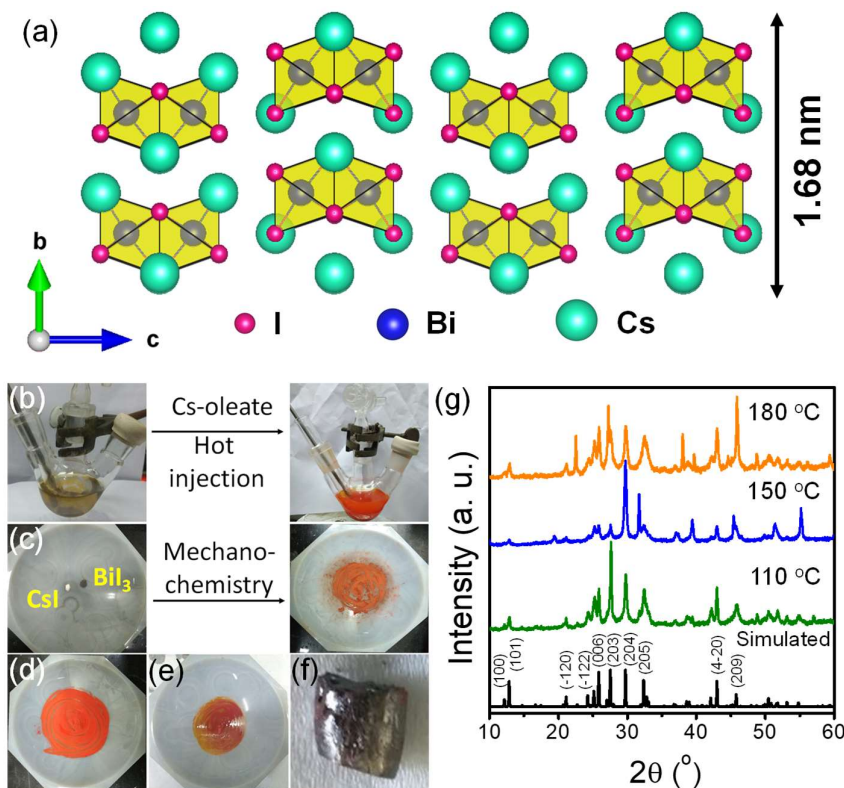 (a)
1.68 nm
b
c
I
Bi
Cs
(b)
Cs-oleate
Hot
injection
(c)
CsI
BiI₃
Mechano-
chemistry
(d)
(e)
(f)
(g)
Intensity (a. u.)
180 °C
150 °C
110 °C
Simulated
(100)
(101)
(-120)
(-122)
(006)
(203)
(204)
(205)
(4-20)
(209)
10
20
30
40
50
60
2θ (°)